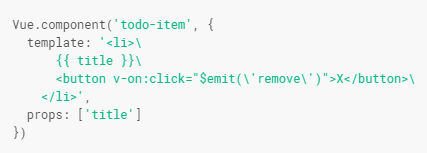 Vue.component('todo-item', {
  template: '<li>\
      {{ title }}\
      <button v-on:click="$emit(\'remove\')">X</button>\
    </li>',
  props: ['title']
})